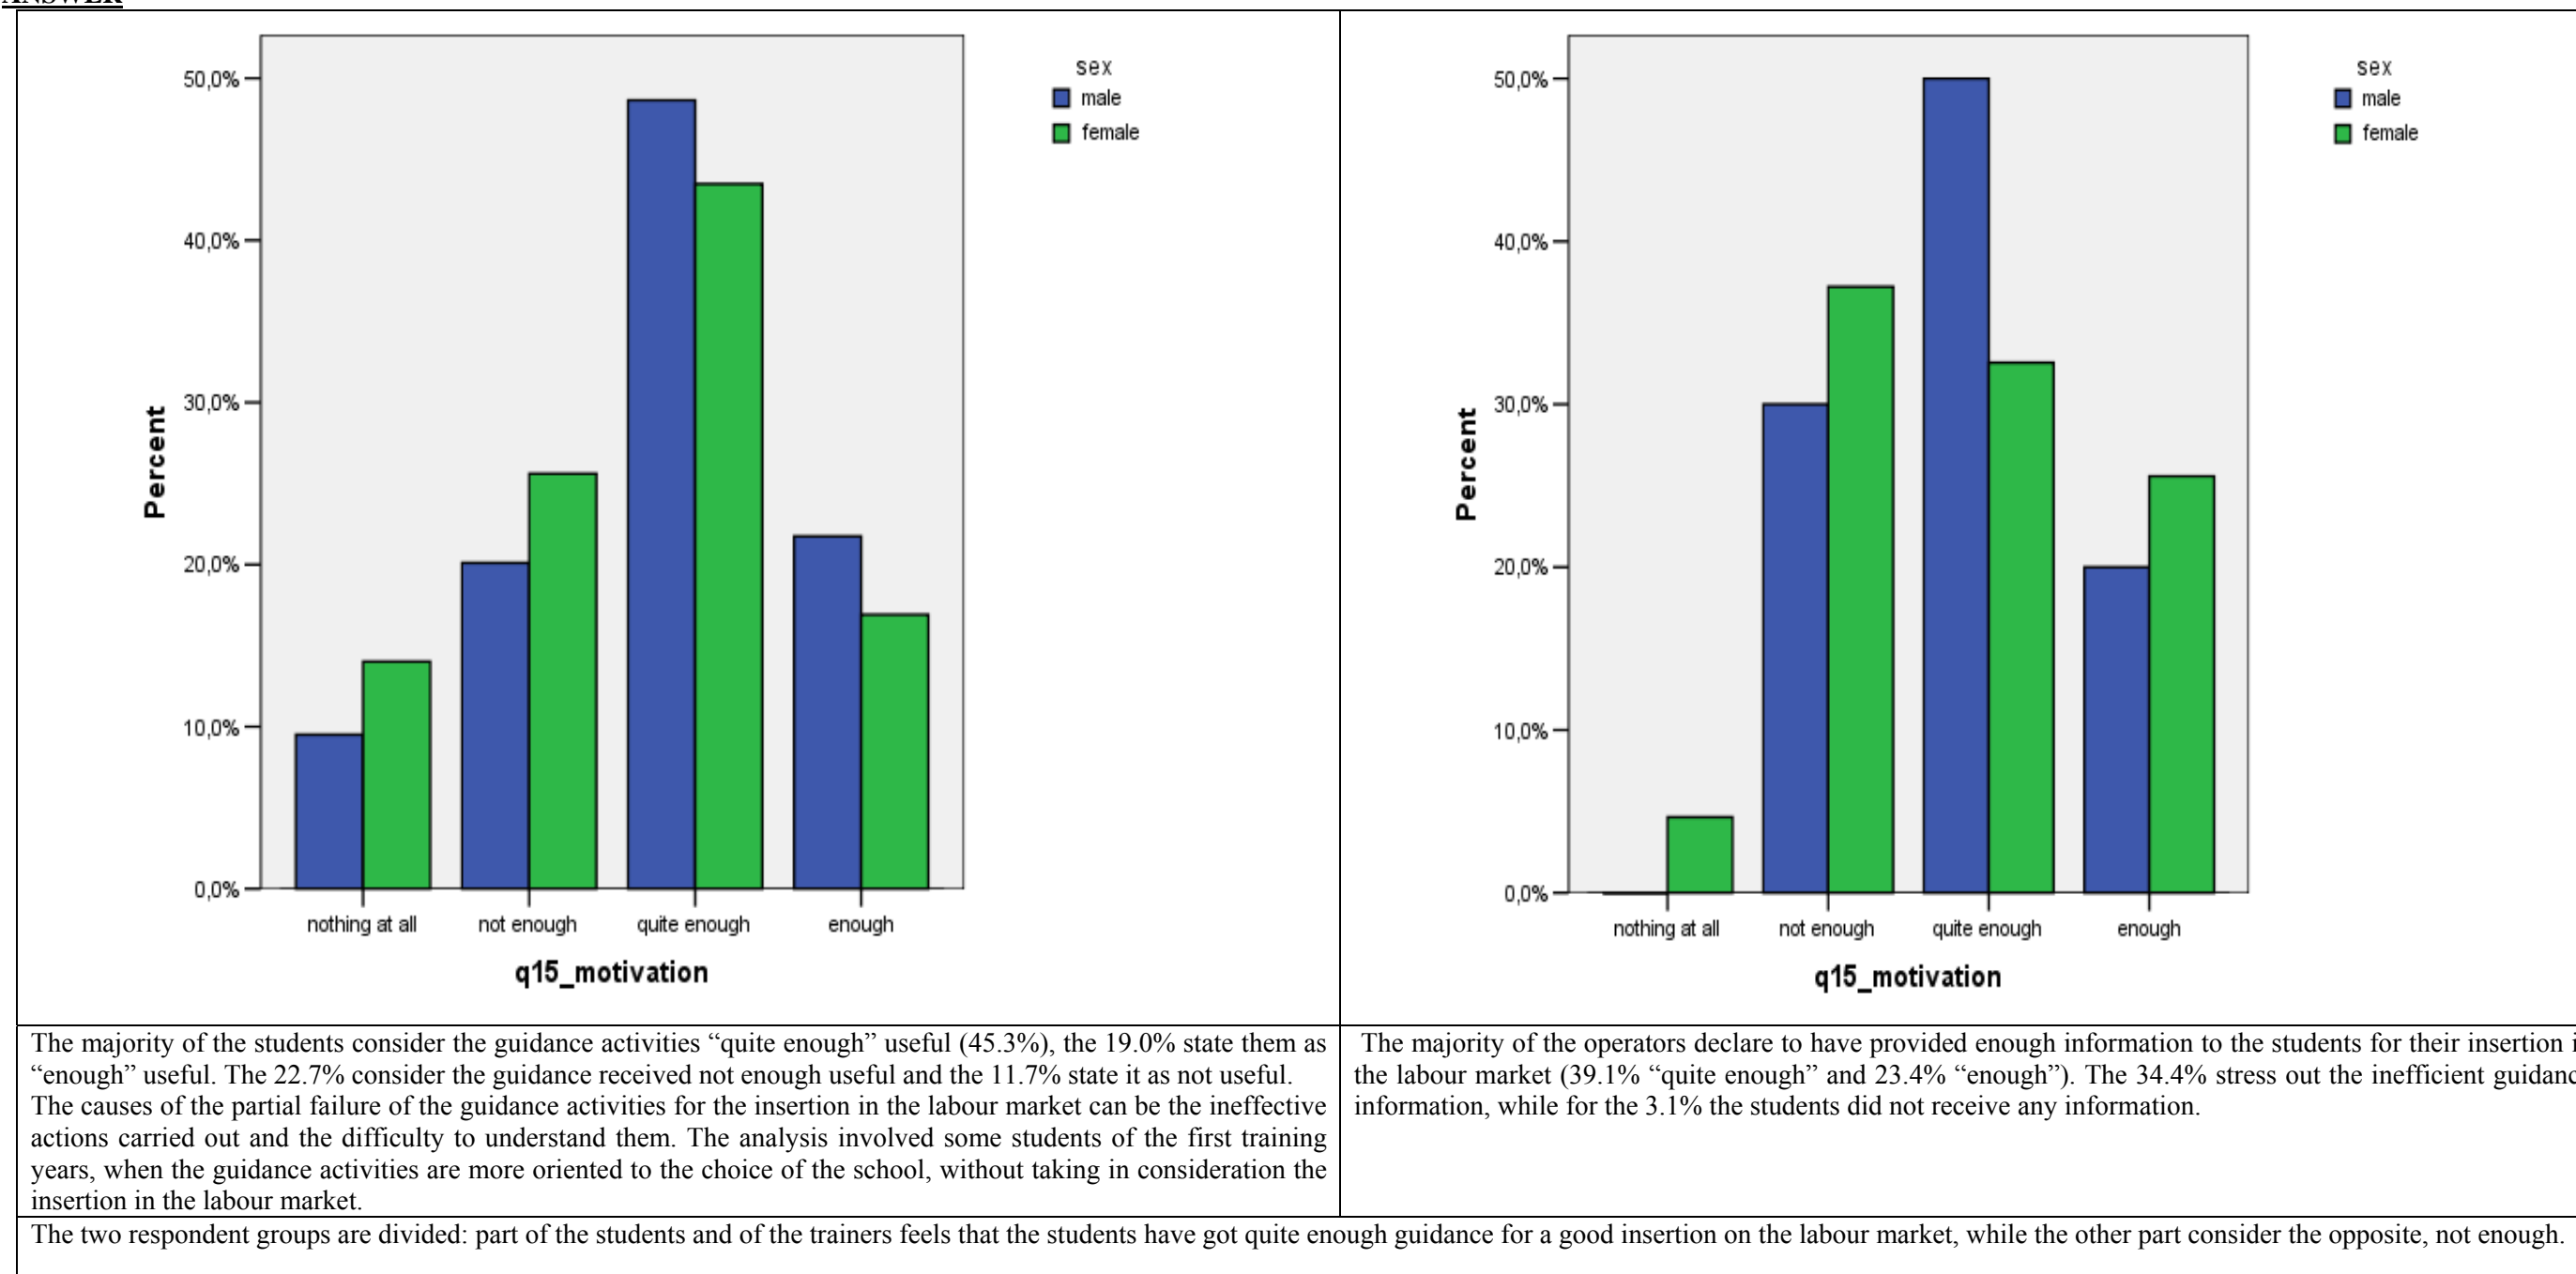 ANSWER
50,0%
40,0%
30,0%
20,0%
10,0%
0,0%
Percent
nothing at all
not enough
quite enough
enough
q15_motivation
sex
male
female
50,0%
40,0%
30,0%
20,0%
10,0%
0,0%
Percent
nothing at all
not enough
quite enough
enough
q15_motivation
sex
male
female
The majority of the students consider the guidance activities “quite enough” useful (45.3%), the 19.0% state them as
“enough” useful. The 22.7% consider the guidance received not enough useful and the 11.7% state it as not useful.
The causes of the partial failure of the guidance activities for the insertion in the labour market can be the ineffective
actions carried out and the difficulty to understand them. The analysis involved some students of the first training
years, when the guidance activities are more oriented to the choice of the school, without taking in consideration the
insertion in the labour market.
The majority of the operators declare to have provided enough information to the students for their insertion
the labour market (39.1% “quite enough” and 23.4% “enough”). The 34.4% stress out the inefficient
information, while for the 3.1% the students did not receive any information.
The two respondent groups are divided: part of the students and of the trainers feels that the students have got quite enough guidance for a good insertion on the labour market, while the other part consider the opposite, not enough.